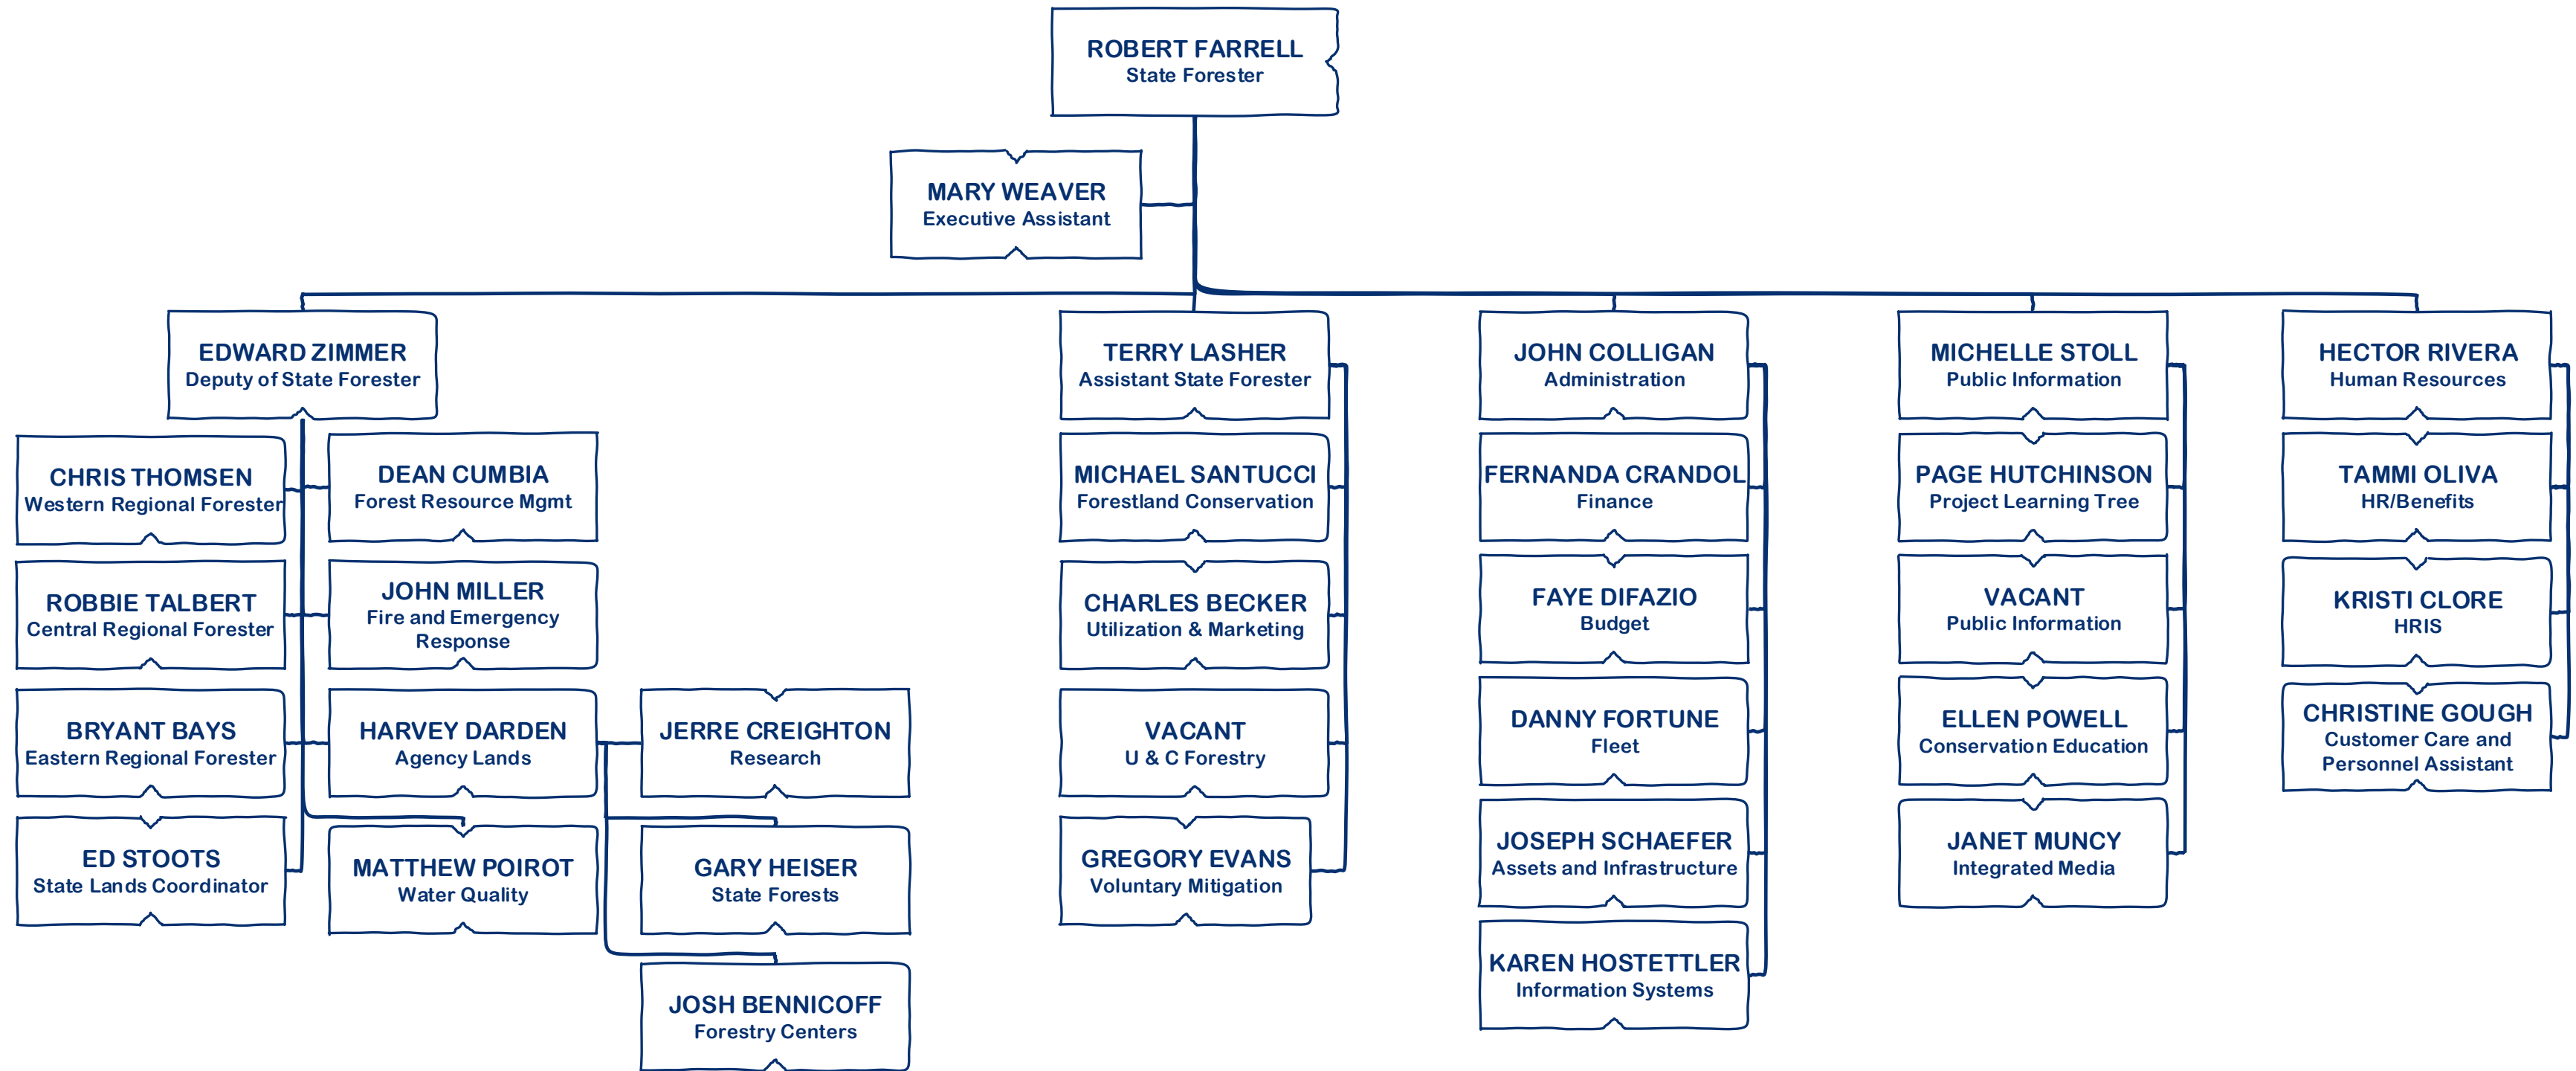 ROBERT FARRELL
State Forester
MARY WEAVER
Executive Assistant
EDWARD ZIMMER
Deputy of State Forester
CHRIS THOMSEN
Western Regional Forester
DEAN CUMBIA
Forest Resource Mgmt
ROBBIE TALBERT
Central Regional Forester
JOHN MILLER
Fire and Emergency
Response
BRYANT BAYS
Eastern Regional Forester
HARVEY DARDEN
Agency Lands
JERRE CREIGHTON
Research
ED STOOTS
State Lands Coordinator
MATTHEW POIROT
Water Quality
GARY HEISER
State Forests
JOSH BENNICOFF
Forestry Centers
TERRY LASHER
Assistant State Forester
MICHAEL SANTUCCI
Forestland Conservation
CHARLES BECKER
Utilization & Marketing
VACANT
U & C Forestry
GREGORY EVANS
Voluntary Mitigation
JOHN COLLIGAN
Administration
FERNANDA CRANDOL
Finance
FAYE DIFAZIO
Budget
DANNY FORTUNE
Fleet
JOSEPH SCHAEFER
Assets and Infrastructure
KAREN HOSTETTLER
Information Systems
MICHELLE STOLL
Public Information
PAGE HUTCHINSON
Project Learning Tree
VACANT
Public Information
ELLEN POWELL
Conservation Education
JANET MUNCY
Integrated Media
HECTOR RIVERA
Human Resources
TAMMI OLIVA
HR/Benefits
KRISTI CLORE
HRIS
CHRISTINE GOUGH
Customer Care and
Personnel Assistant